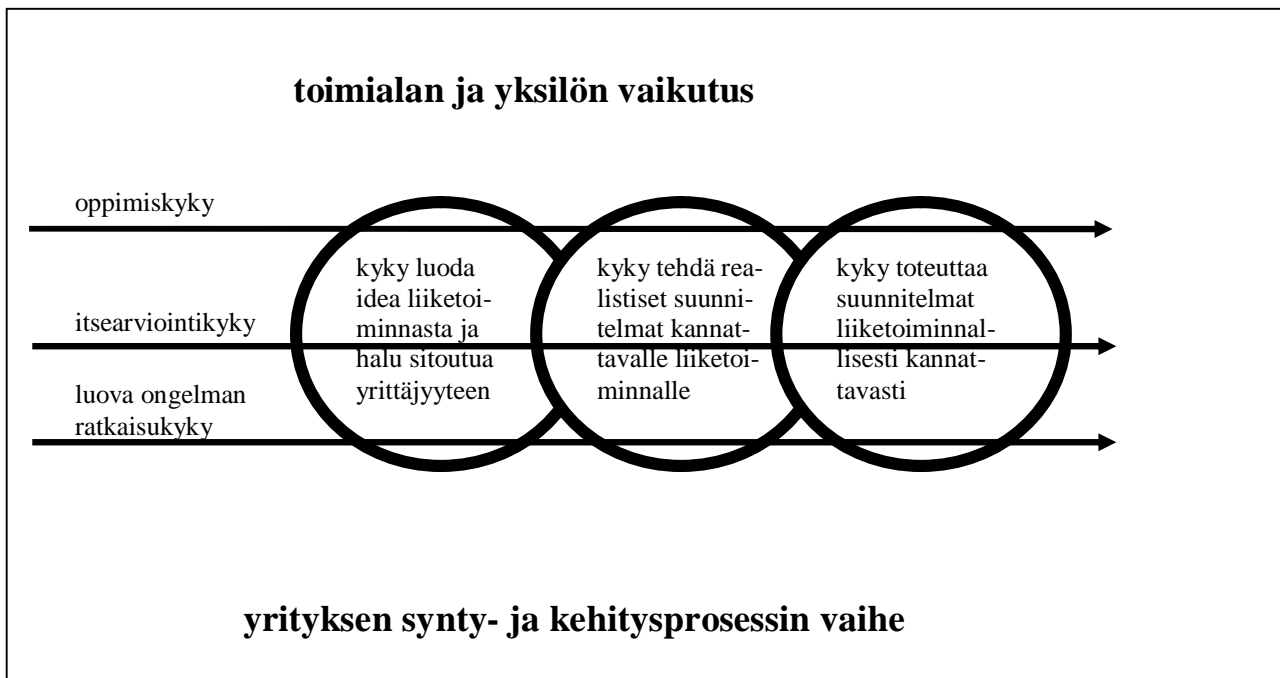 toimialan ja yksilön vaikutus
oppimiskyky
itsearviointikyky
luova ongelman
ratkaisukyky
kyky luoda
idea liiketoi-
minnasta ja
halu sitoutua
yrittäjyyteen
kyky tehdä rea-
listiset suunni-
telmat kannat-
tavalle liiketoi-
minnalle
kyky toteuttaa
suunnitelmat
liiketoiminnal-
lisesti kannat-
tavasti
yrityksen synty- ja kehitysprosessin vaihe